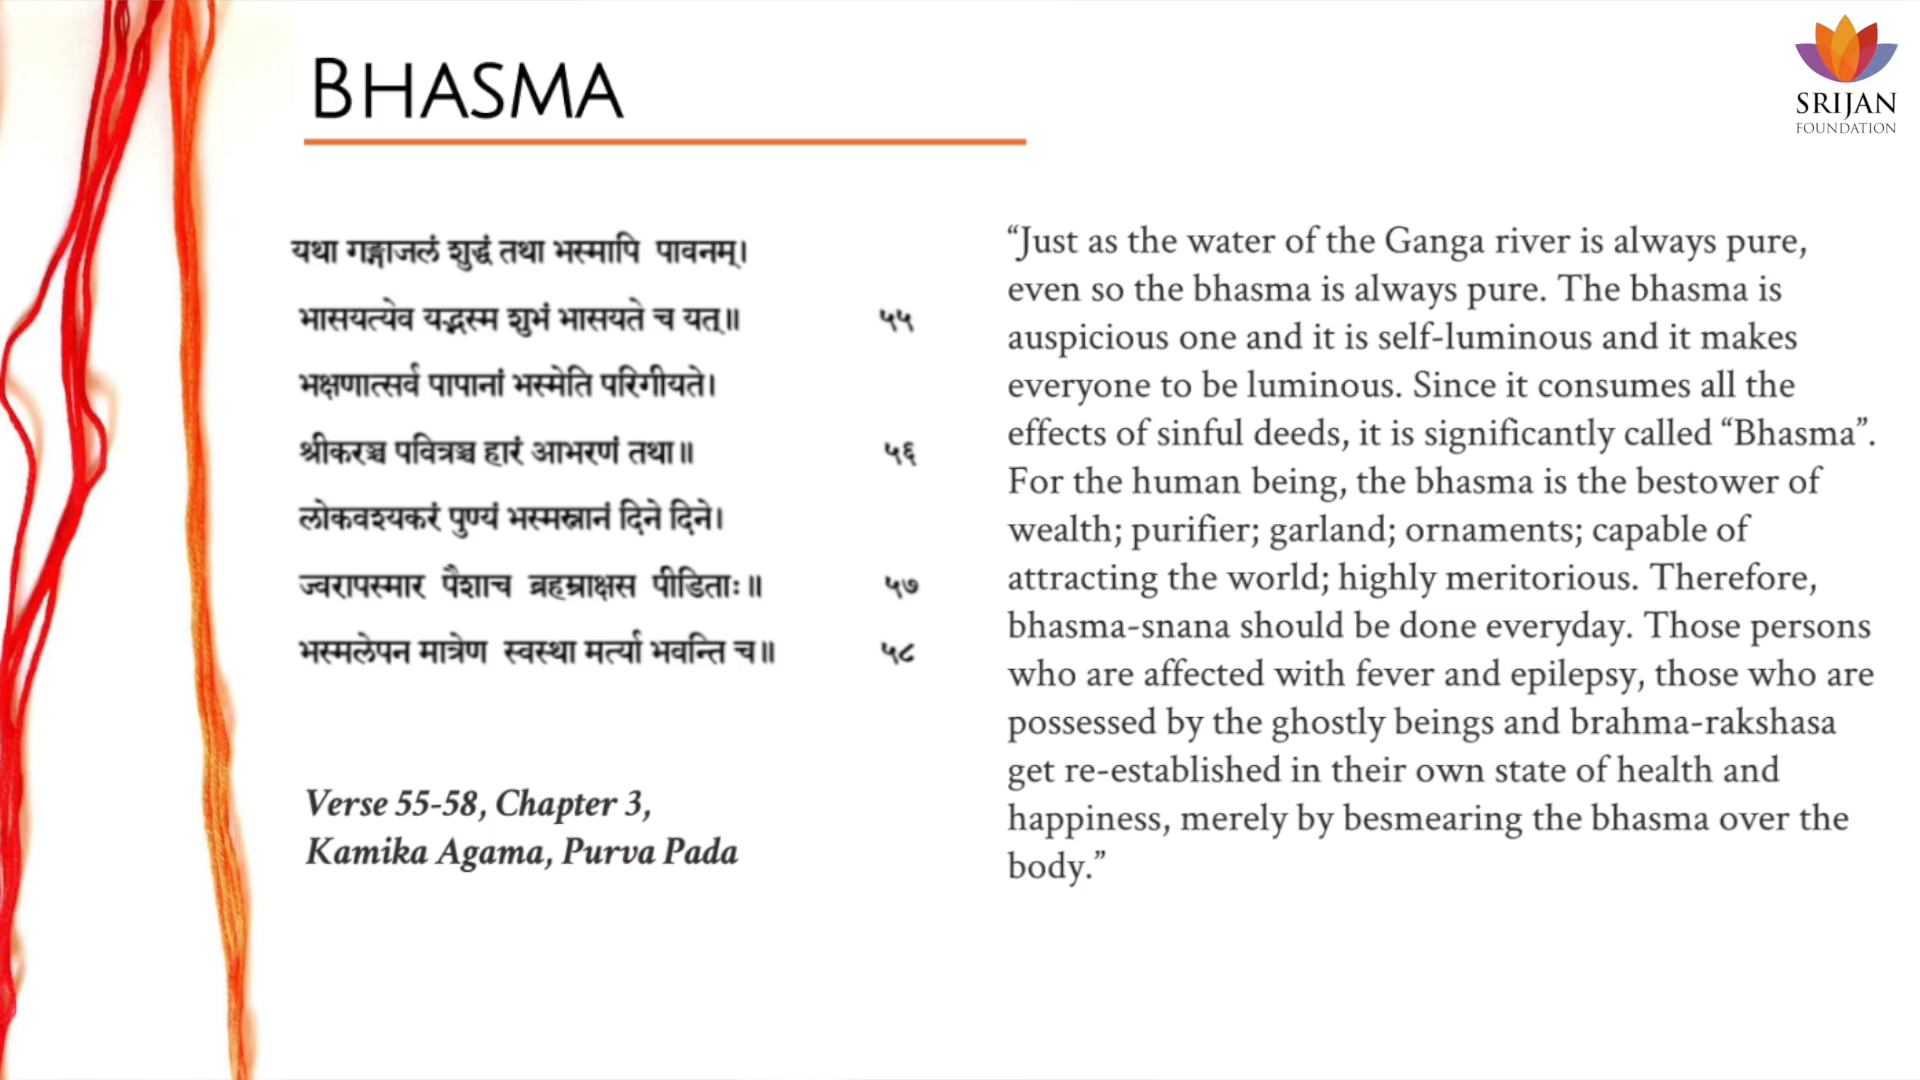 BHASMA
SRIJAN
FOUNDATION
यथा गङ्गाजलं शुद्धं तथा भस्मापि पावनम्।
भासयत्येव यद्भस्म शुभं भासयते च यत्॥ ५५
भक्षणात्सर्व पापानां भस्मेति परिगीयते।
श्रीकरञ्च पवित्रञ्च हारं आभरणं तथा॥ ५६
लोकवश्यकरं पुण्यं भस्मस्नानं दिने दिने।
ज्वरापस्मार पैशाच ब्रहम्राक्षस पीडिताः॥ ५७
भस्मलेपन मात्रेण स्वस्था मर्त्या भवन्ति च॥ ५८
Verse 55-58, Chapter 3,
Kamika Agama, Purva Pada
“Just as the water of the Ganga river is always pure,
even so the bhasma is always pure. The bhasma is
auspicious one and it is self-luminous and it makes
everyone to be luminous. Since it consumes all the
effects of sinful deeds, it is significantly called “Bhasma”.
For the human being, the bhasma is the bestower of
wealth; purifier; garland; ornaments; capable of
attracting the world; highly meritorious. Therefore,
bhasma-snana should be done everyday. Those persons
who are affected with fever and epilepsy, those who are
possessed by the ghostly beings and brahma-rakshasa
get re-established in their own state of health and
happiness, merely by besmearing the bhasma over the
body.”